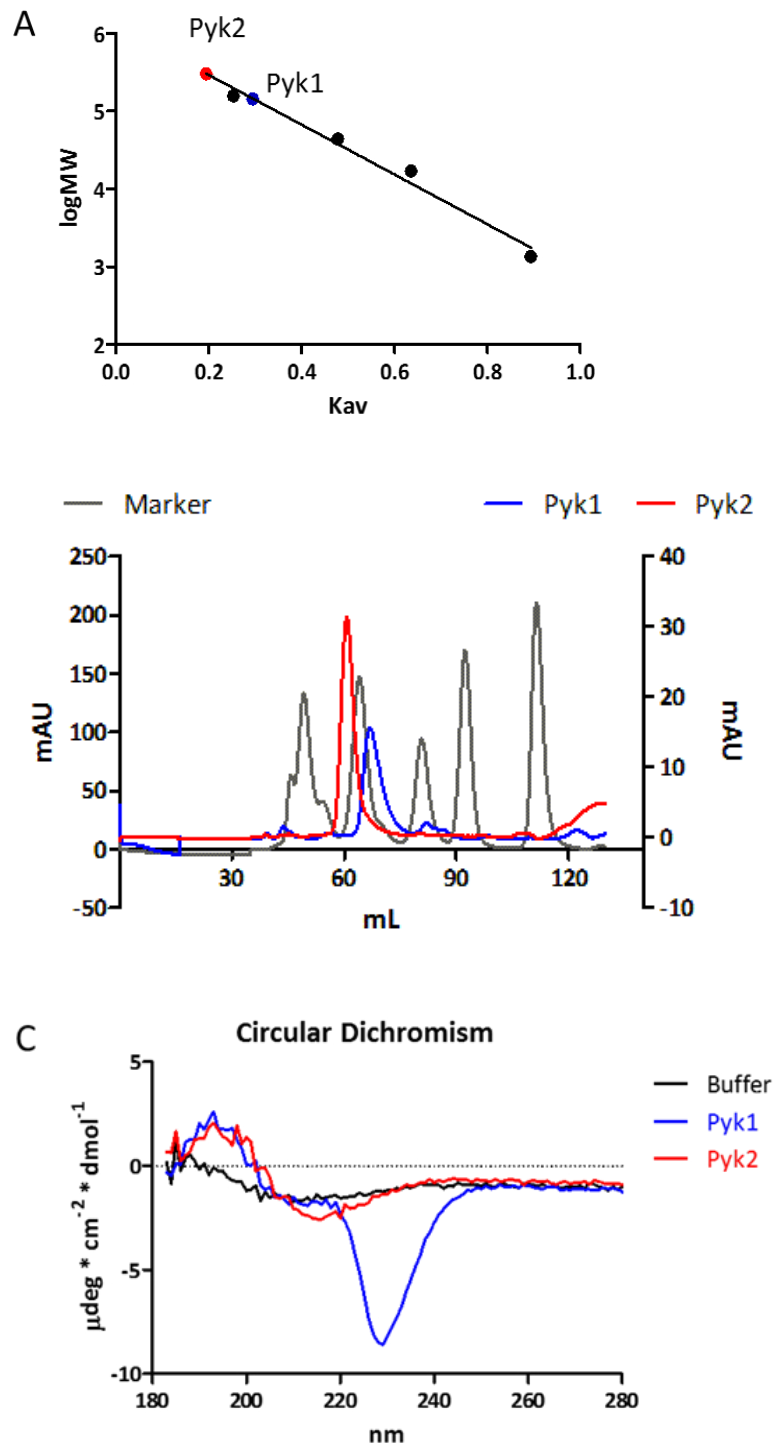 A
Pyk2
Pyk1
6
5
4
3
2
logMW
0.0 0.2 0.4 0.6 0.8 1.0
Kav
Marker Pyk1 Pyk2
250 40
200 30
150 20
100 10
50 0
0
-50 -10
mAU mAU
30 60 90 120
mL
C
Circular Dichromism
5
0
-5
-10
µdeg * cm⁻² * dmol⁻¹
Buffer
Pyk1
Pyk2
180 200 220 240 260 280
nm